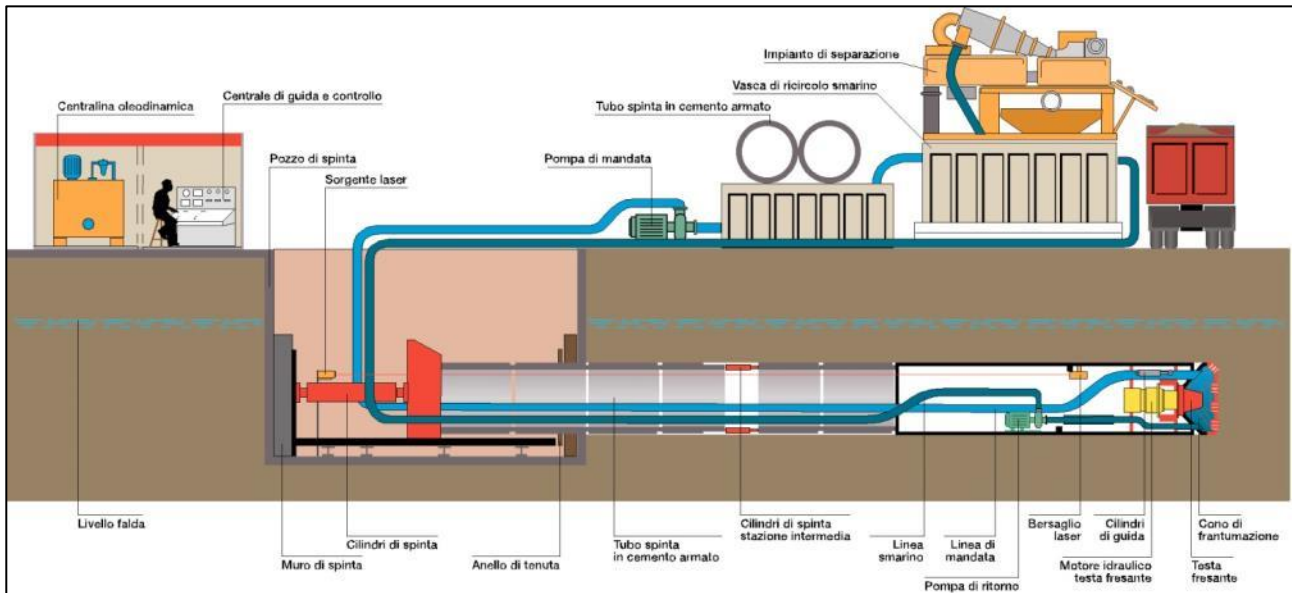 Impianto di separazione
Vasca di ricircolo smarino
Tubo spinta in cemento armato
Centrale di guida e controllo
Centralina oleodinamica
Pozzo di spinta
Pompa di mandata
Sorgente laser
Livello falda
Cilindri di spinta
Muro di spinta
Anello di tenuta
Tubo spinta
in cemento armato
Cilindri di spinta
stazione intermedia
Linea
smarino
Linea di
mandata
Pompa di ritorno
Bersaglio
laser
Cilindri
di guida
Motore idraulico
testa fresante
Cono di
frantumazione
Testa
fresante